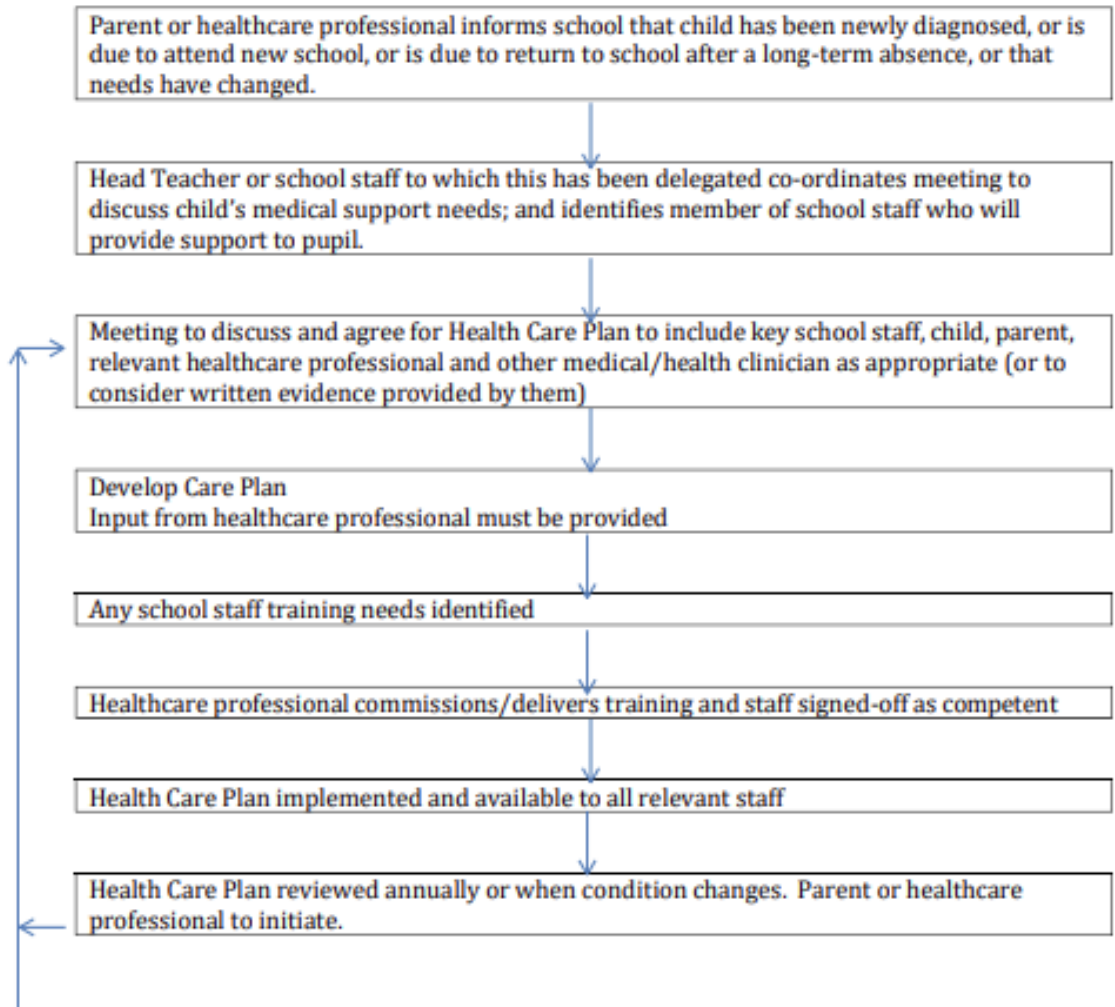 Parent or healthcare professional informs school that child has been newly diagnosed, or is
due to attend new school, or is due to return to school after a long-term absence, or that
needs have changed.
Head Teacher or school staff to which this has been delegated co-ordinates meeting to
discuss child's medical support needs; and identifies member of school staff who will
provide support to pupil.
Meeting to discuss and agree for Health Care Plan to include key school staff, child, parent,
relevant healthcare professional and other medical/health clinician as appropriate (or to
consider written evidence provided by them)
Develop Care Plan
Input from healthcare professional must be provided
Any school staff training needs identified
Healthcare professional commissions/delivers training and staff signed-off as competent
Health Care Plan implemented and available to all relevant staff
Health Care Plan reviewed annually or when condition changes. Parent or healthcare
professional to initiate.